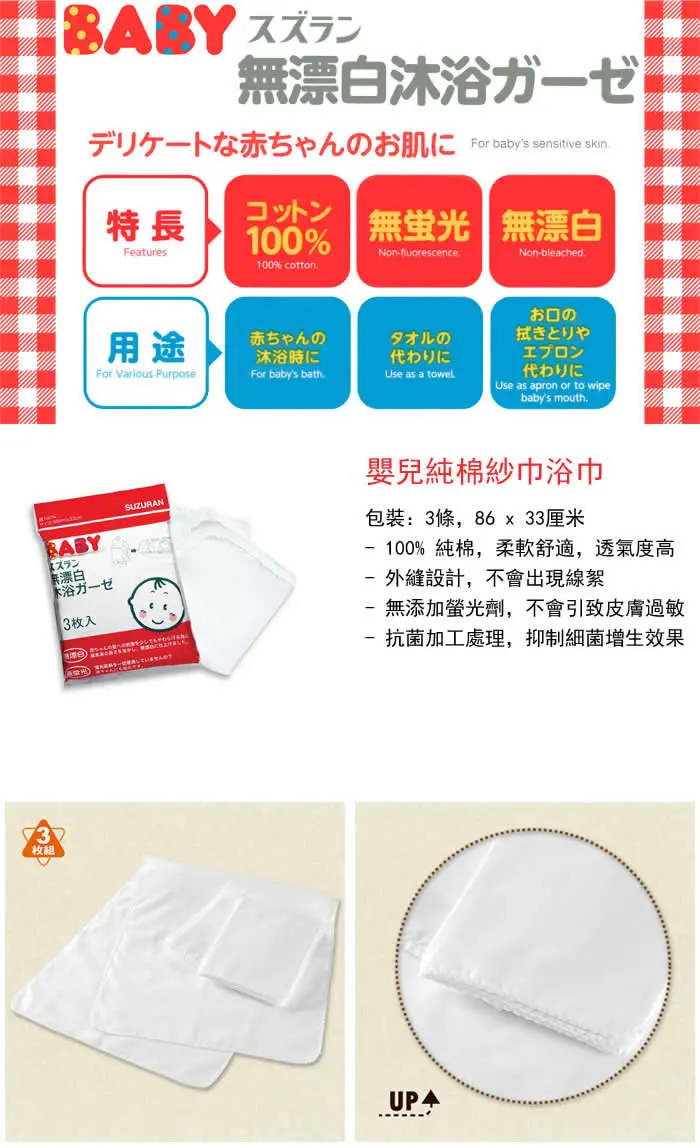 BABY スズラン
無漂白沐浴ガーゼ
デリケートな赤ちゃんのお肌に For baby's sensitive skin.
特長
Features
コットン
100%
100% cotton.
無蛍光
Non-fluorescence.
無漂白
Non-bleached.
用途
For Various Purpose
赤ちゃんの
沐浴時に
For baby's bath.
タオルの
代わりに
Use as a towel.
お口の
拭きとりや
エプロン
代わりに
Use as apron or to wipe
baby's mouth.
嬰兒純棉紗巾浴巾
包裝: 3條, 86 x 33厘米
- 100% 純棉, 柔軟舒適, 透氣度高
- 外縫設計, 不會出現線絮
- 無添加螢光劑, 不會引致皮膚過敏
- 抗菌加工處理, 抑制細菌增生效果
SUZURAN
BABY
スズラン
無漂白
沐浴ガーゼ
3枚入
無漂白
無蛍光
3
枚組
UP